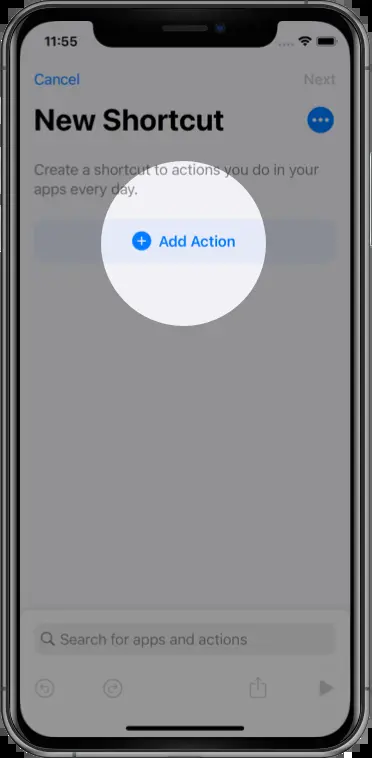 11:55
Cancel
Next
New Shortcut
Create a shortcut to actions you do in your
apps every day.
Add Action
Search for apps and actions